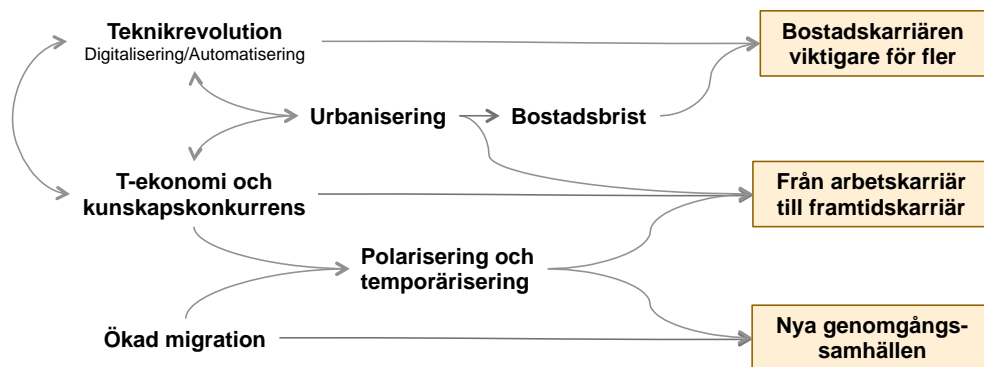 Teknikrevolution
Digitalisering/Automatisering
Bostadskarriären
viktigare för fler
Urbanisering
Bostadsbrist
T-ekonomi och
kunskapskonkurrens
Från arbetskarriär
till framtidskarriär
Polarisering och
temporärisering
Ökad migration
Nya genomgångs-
samhällen